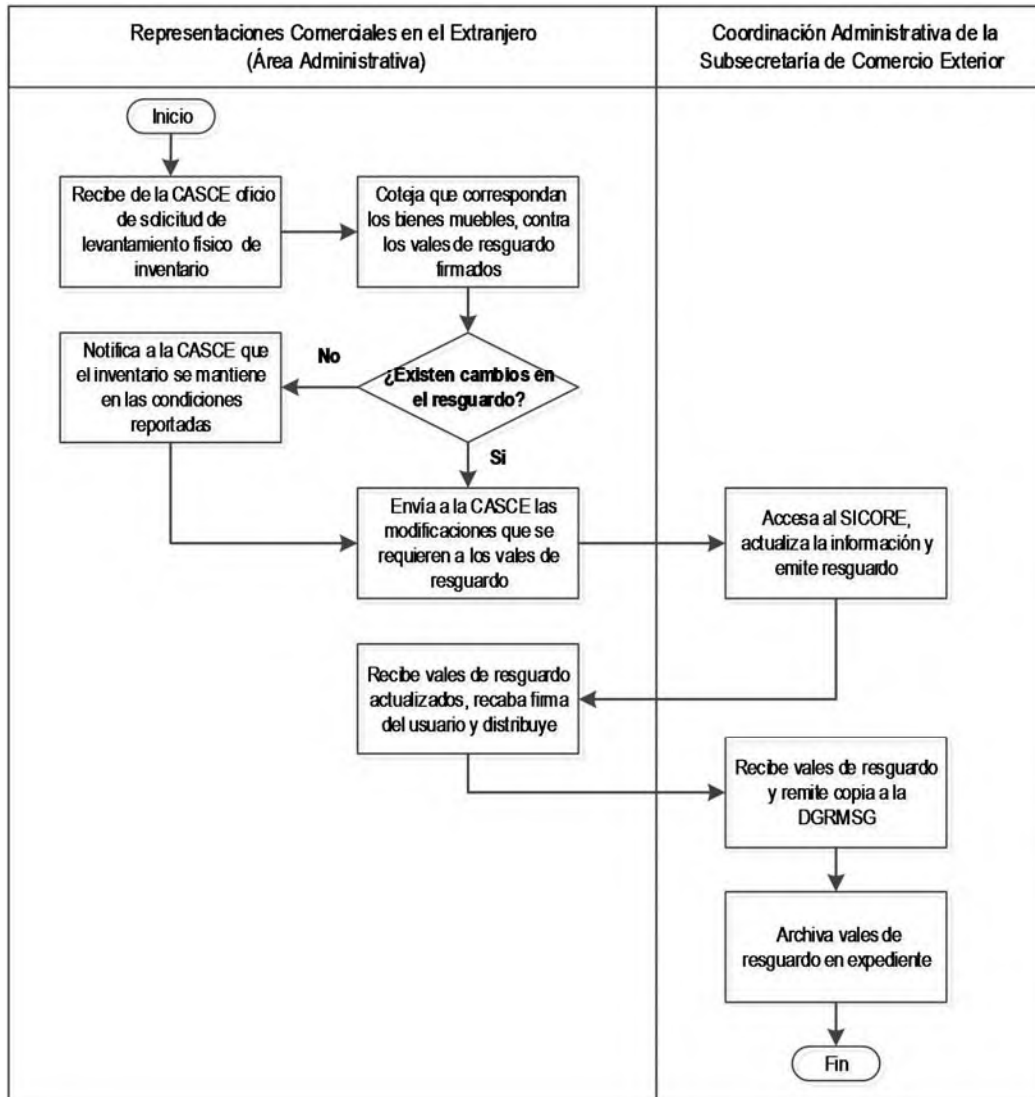 Representaciones Comerciales en el Extranjero
(Área Administrativa)
Coordinación Administrativa de la
Subsecretaría de Comercio Exterior
Inicio
Recibe de la CASCE oficio
de solicitud de
levantamiento físico de
inventario
Coteja que correspondan
los bienes muebles, contra
los vales de resguardo
firmados
Notifica a la CASCE que
el inventario se mantiene
en las condiciones
reportadas
No
¿Existen cambios en
el resguardo?
Si
Envía a la CASCE las
modificaciones que se
requieren a los vales de
resguardo
Accesa al SICORE,
actualiza la información y
emite resguardo
Recibe vales de resguardo
actualizados, recaba firma
del usuario y distribuye
Recibe vales de resguardo
y remite copia a la
DGRMSG
Archiva vales de
resguardo en expediente
Fin